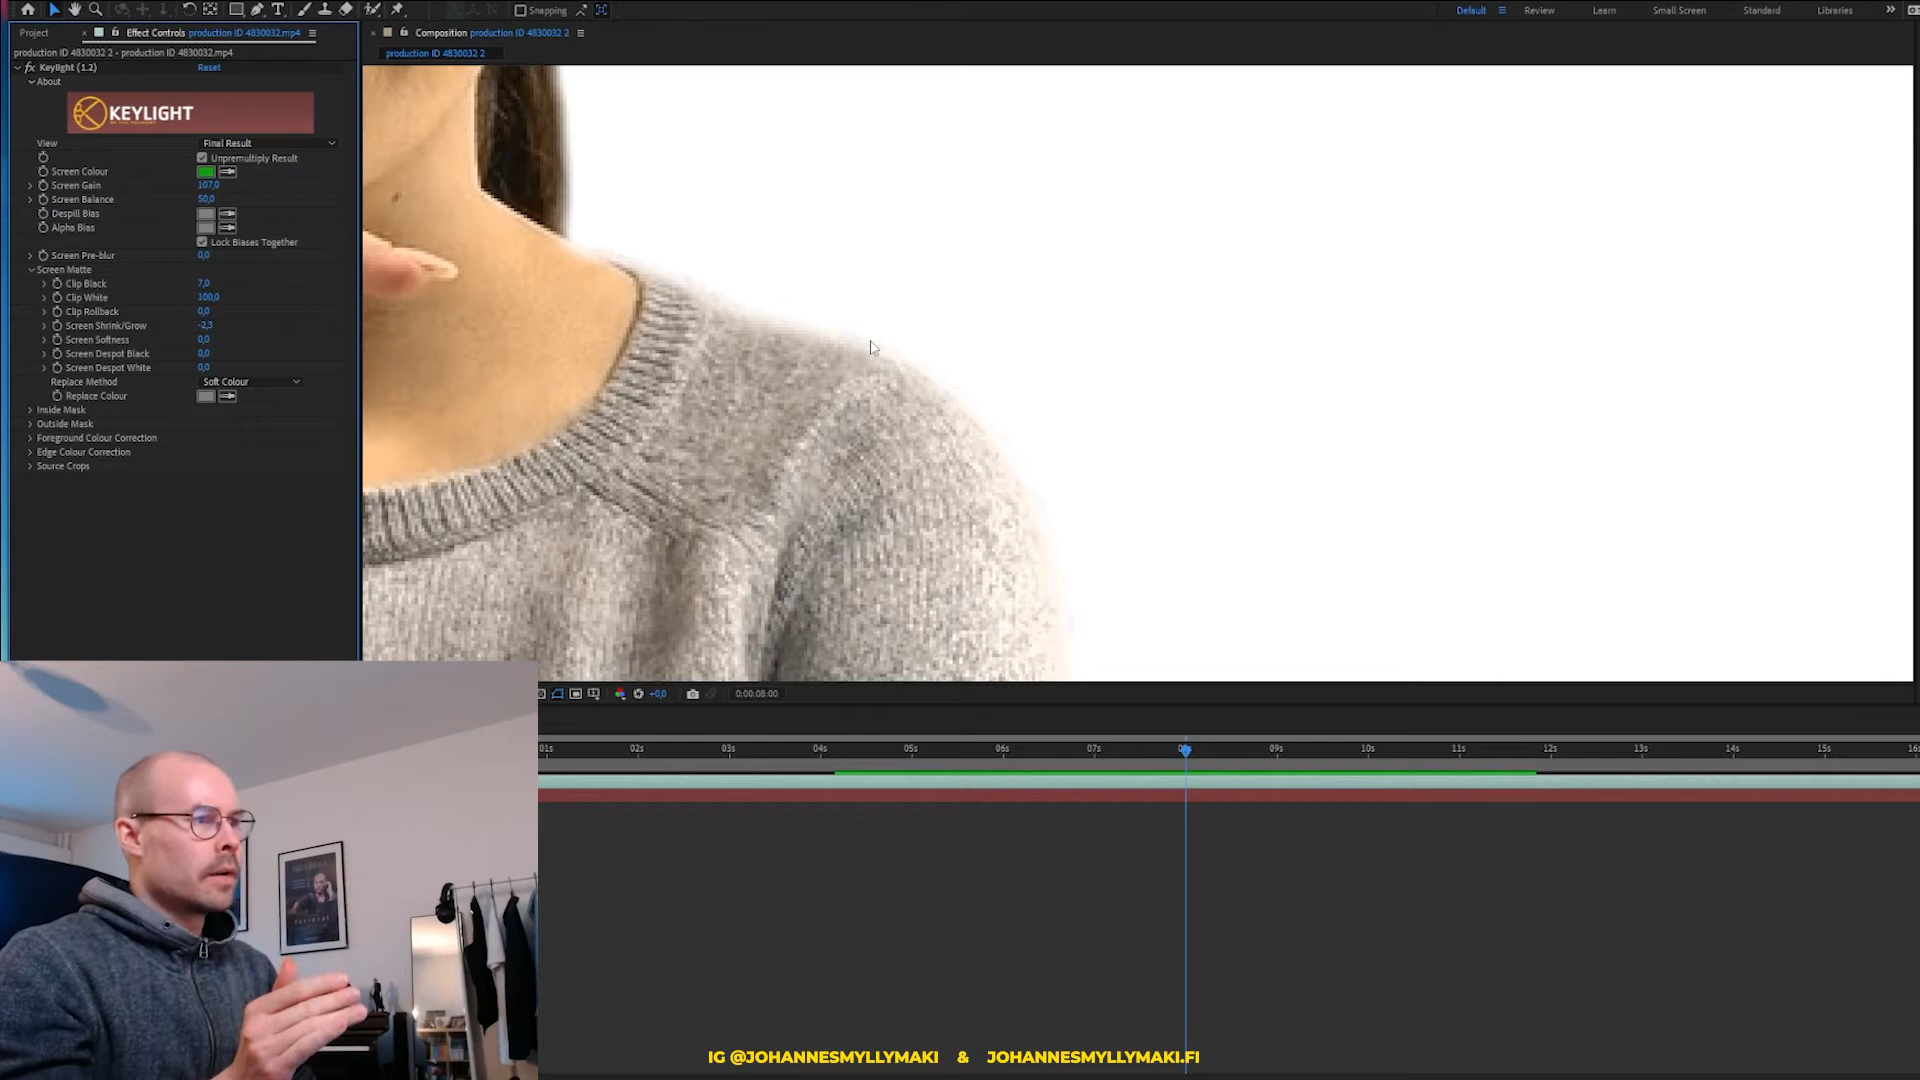 Snapping
Default
Review
Learn
Small Screen
Standard
Libraries
Project
Effect Controls production ID 4830032.mp4
Composition production ID 4830032 2
production ID 4830032 2 • production ID 4830032.mp4
production ID 4830032 2
fx Keylight (1.2) Reset
About
KEYLIGHT
View Final Result
Unpremultiply Result
Screen Colour
Screen Gain 107,0
Screen Balance 50,0
Despill Bias
Alpha Bias
Lock Biases Together
Screen Pre-blur 0,0
Screen Matte
Clip Black 7,0
Clip White 100,0
Clip Rollback 0,0
Screen Shrink/Grow -2,3
Screen Softness 0,0
Screen Despot Black 0,0
Screen Despot White 0,0
Replace Method Soft Colour
Replace Colour
Inside Mask
Outside Mask
Foreground Colour Correction
Edge Colour Correction
Source Crops
+0,0
0:00:08:00
01s 02s 03s 04s 05s 06s 07s 09s 10s 11s 12s 13s 14s 15s 16s
IG @JOHANNESMYLLYMAKI & JOHANNESMYLLYMAKI.FI